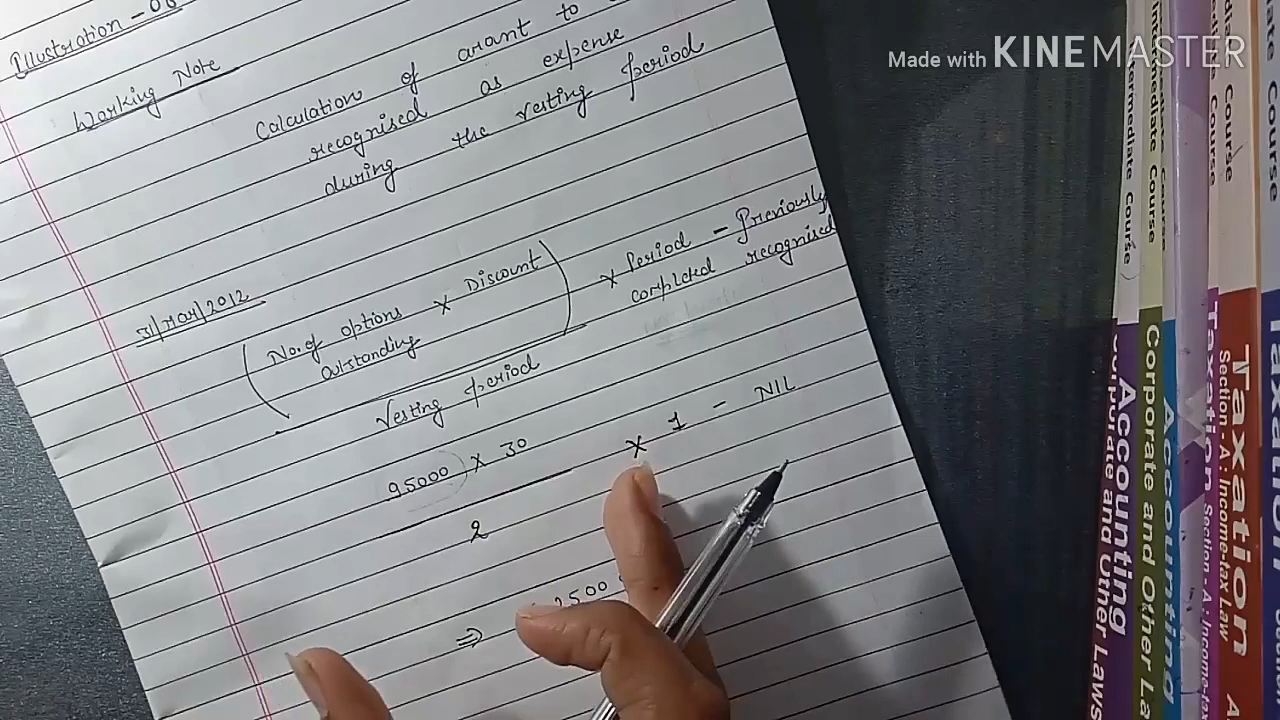 Made with KINEMASTER
Illustration - 06
Working Note
Calculation of amnt to
recognised as expense
during the vesting period
31/Mar/2012
(No. of options outstanding X Discount) X Period completed - Previously recognised
Vesting period
95000 X 30 X 1 - NIL
2
⇒ 2500
Intermediate Course
Corporate and Other Laws
Accounting
Taxation
Section - A : Income-tax Law
Taxation